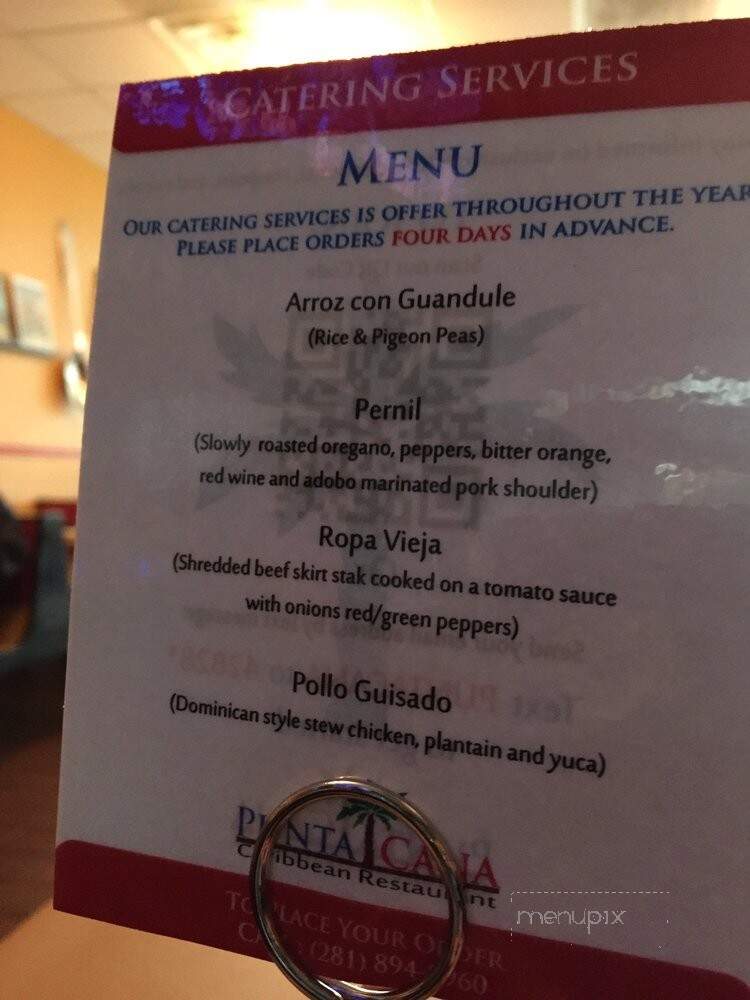 CATERING SERVICES
MENU
OUR CATERING SERVICES IS OFFER THROUGHOUT THE YEAR
PLEASE PLACE ORDERS FOUR DAYS IN ADVANCE.
Arroz con Guandule
(Rice & Pigeon Peas)
Pernil
(Slowly roasted oregano, peppers, bitter orange,
red wine and adobo marinated pork shoulder)
Ropa Vieja
(Shredded beef skirt stak cooked on a tomato sauce
with onions red/green peppers)
Pollo Guisado
(Dominican style stew chicken, plantain and yuca)
PUNTA CANA
Caribbean Restaurant
TO PLACE YOUR ORDER
(281) 894
menupix